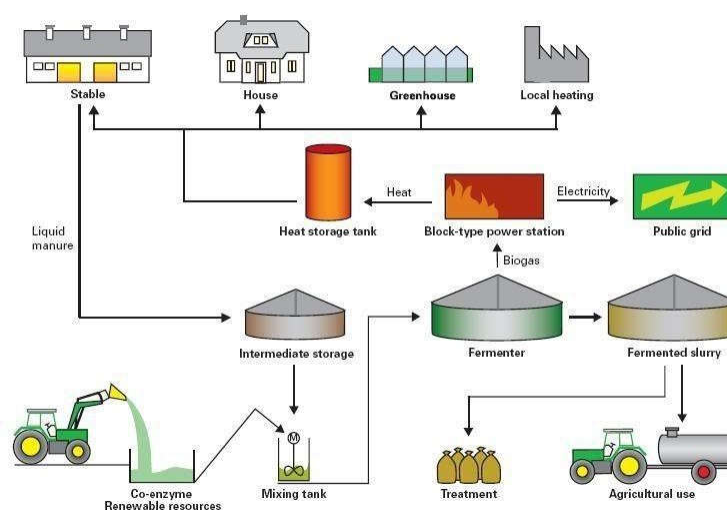 Stable
House
Greenhouse
Local heating
Heat
Electricity
Heat storage tank
Block-type power station
Public grid
Liquid
manure
Biogas
Intermediate storage
Fermenter
Fermented slurry
M
Co-enzyme
Renewable resources
Mixing tank
Treatment
Agricultural use